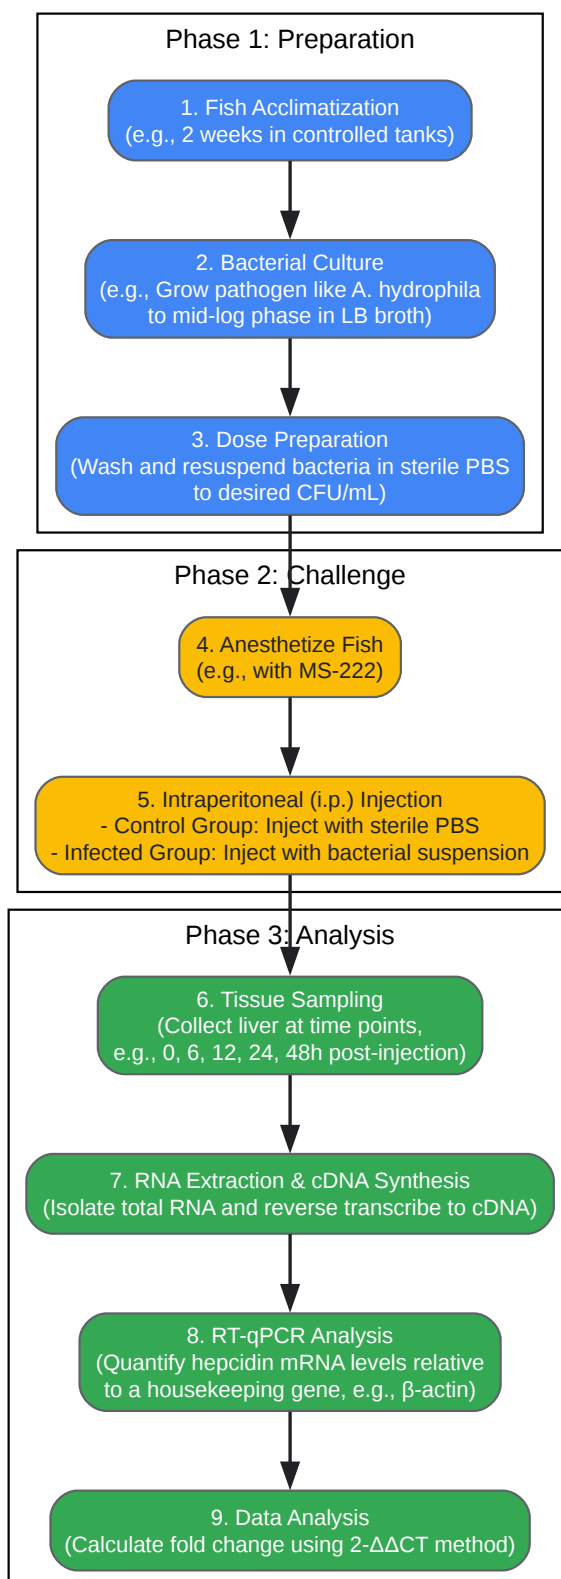 Phase 1: Preparation
1. Fish Acclimatization
(e.g., 2 weeks in controlled tanks)
2. Bacterial Culture
(e.g., Grow pathogen like A. hydrophila
to mid-log phase in LB broth)
3. Dose Preparation
(Wash and resuspend bacteria in sterile PBS
to desired CFU/mL)
Phase 2: Challenge
4. Anesthetize Fish
(e.g., with MS-222)
5. Intraperitoneal (i.p.) Injection
- Control Group: Inject with sterile PBS
- Infected Group: Inject with bacterial suspension
Phase 3: Analysis
6. Tissue Sampling
(Collect liver at time points,
e.g., 0, 6, 12, 24, 48h post-injection)
7. RNA Extraction & cDNA Synthesis
(Isolate total RNA and reverse transcribe to cDNA)
8. RT-qPCR Analysis
(Quantify hepcidin mRNA levels relative
to a housekeeping gene, e.g., β-actin)
9. Data Analysis
(Calculate fold change using 2-ΔΔCT method)